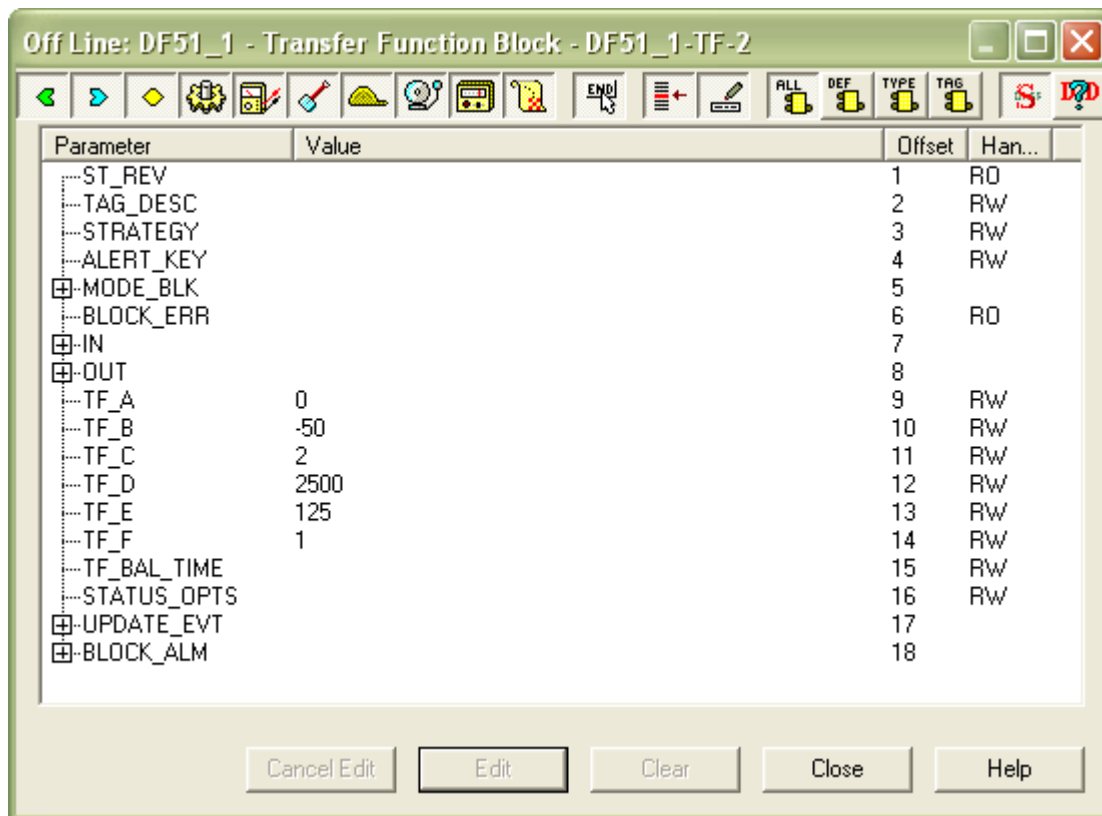 Off Line: DF51_1 - Transfer Function Block - DF51_1-TF-2
END ALL DEF TYPE TAG S DD
Parameter Value Offset Han...
ST_REV 1 RO
TAG_DESC 2 RW
STRATEGY 3 RW
ALERT_KEY 4 RW
MODE_BLK 5
BLOCK_ERR 6 RO
IN 7
OUT 8
TF_A 0 9 RW
TF_B -50 10 RW
TF_C 2 11 RW
TF_D 2500 12 RW
TF_E 125 13 RW
TF_F 1 14 RW
TF_BAL_TIME 15 RW
STATUS_OPTS 16 RW
UPDATE_EVT 17
BLOCK_ALM 18
Cancel Edit Edit Clear Close Help